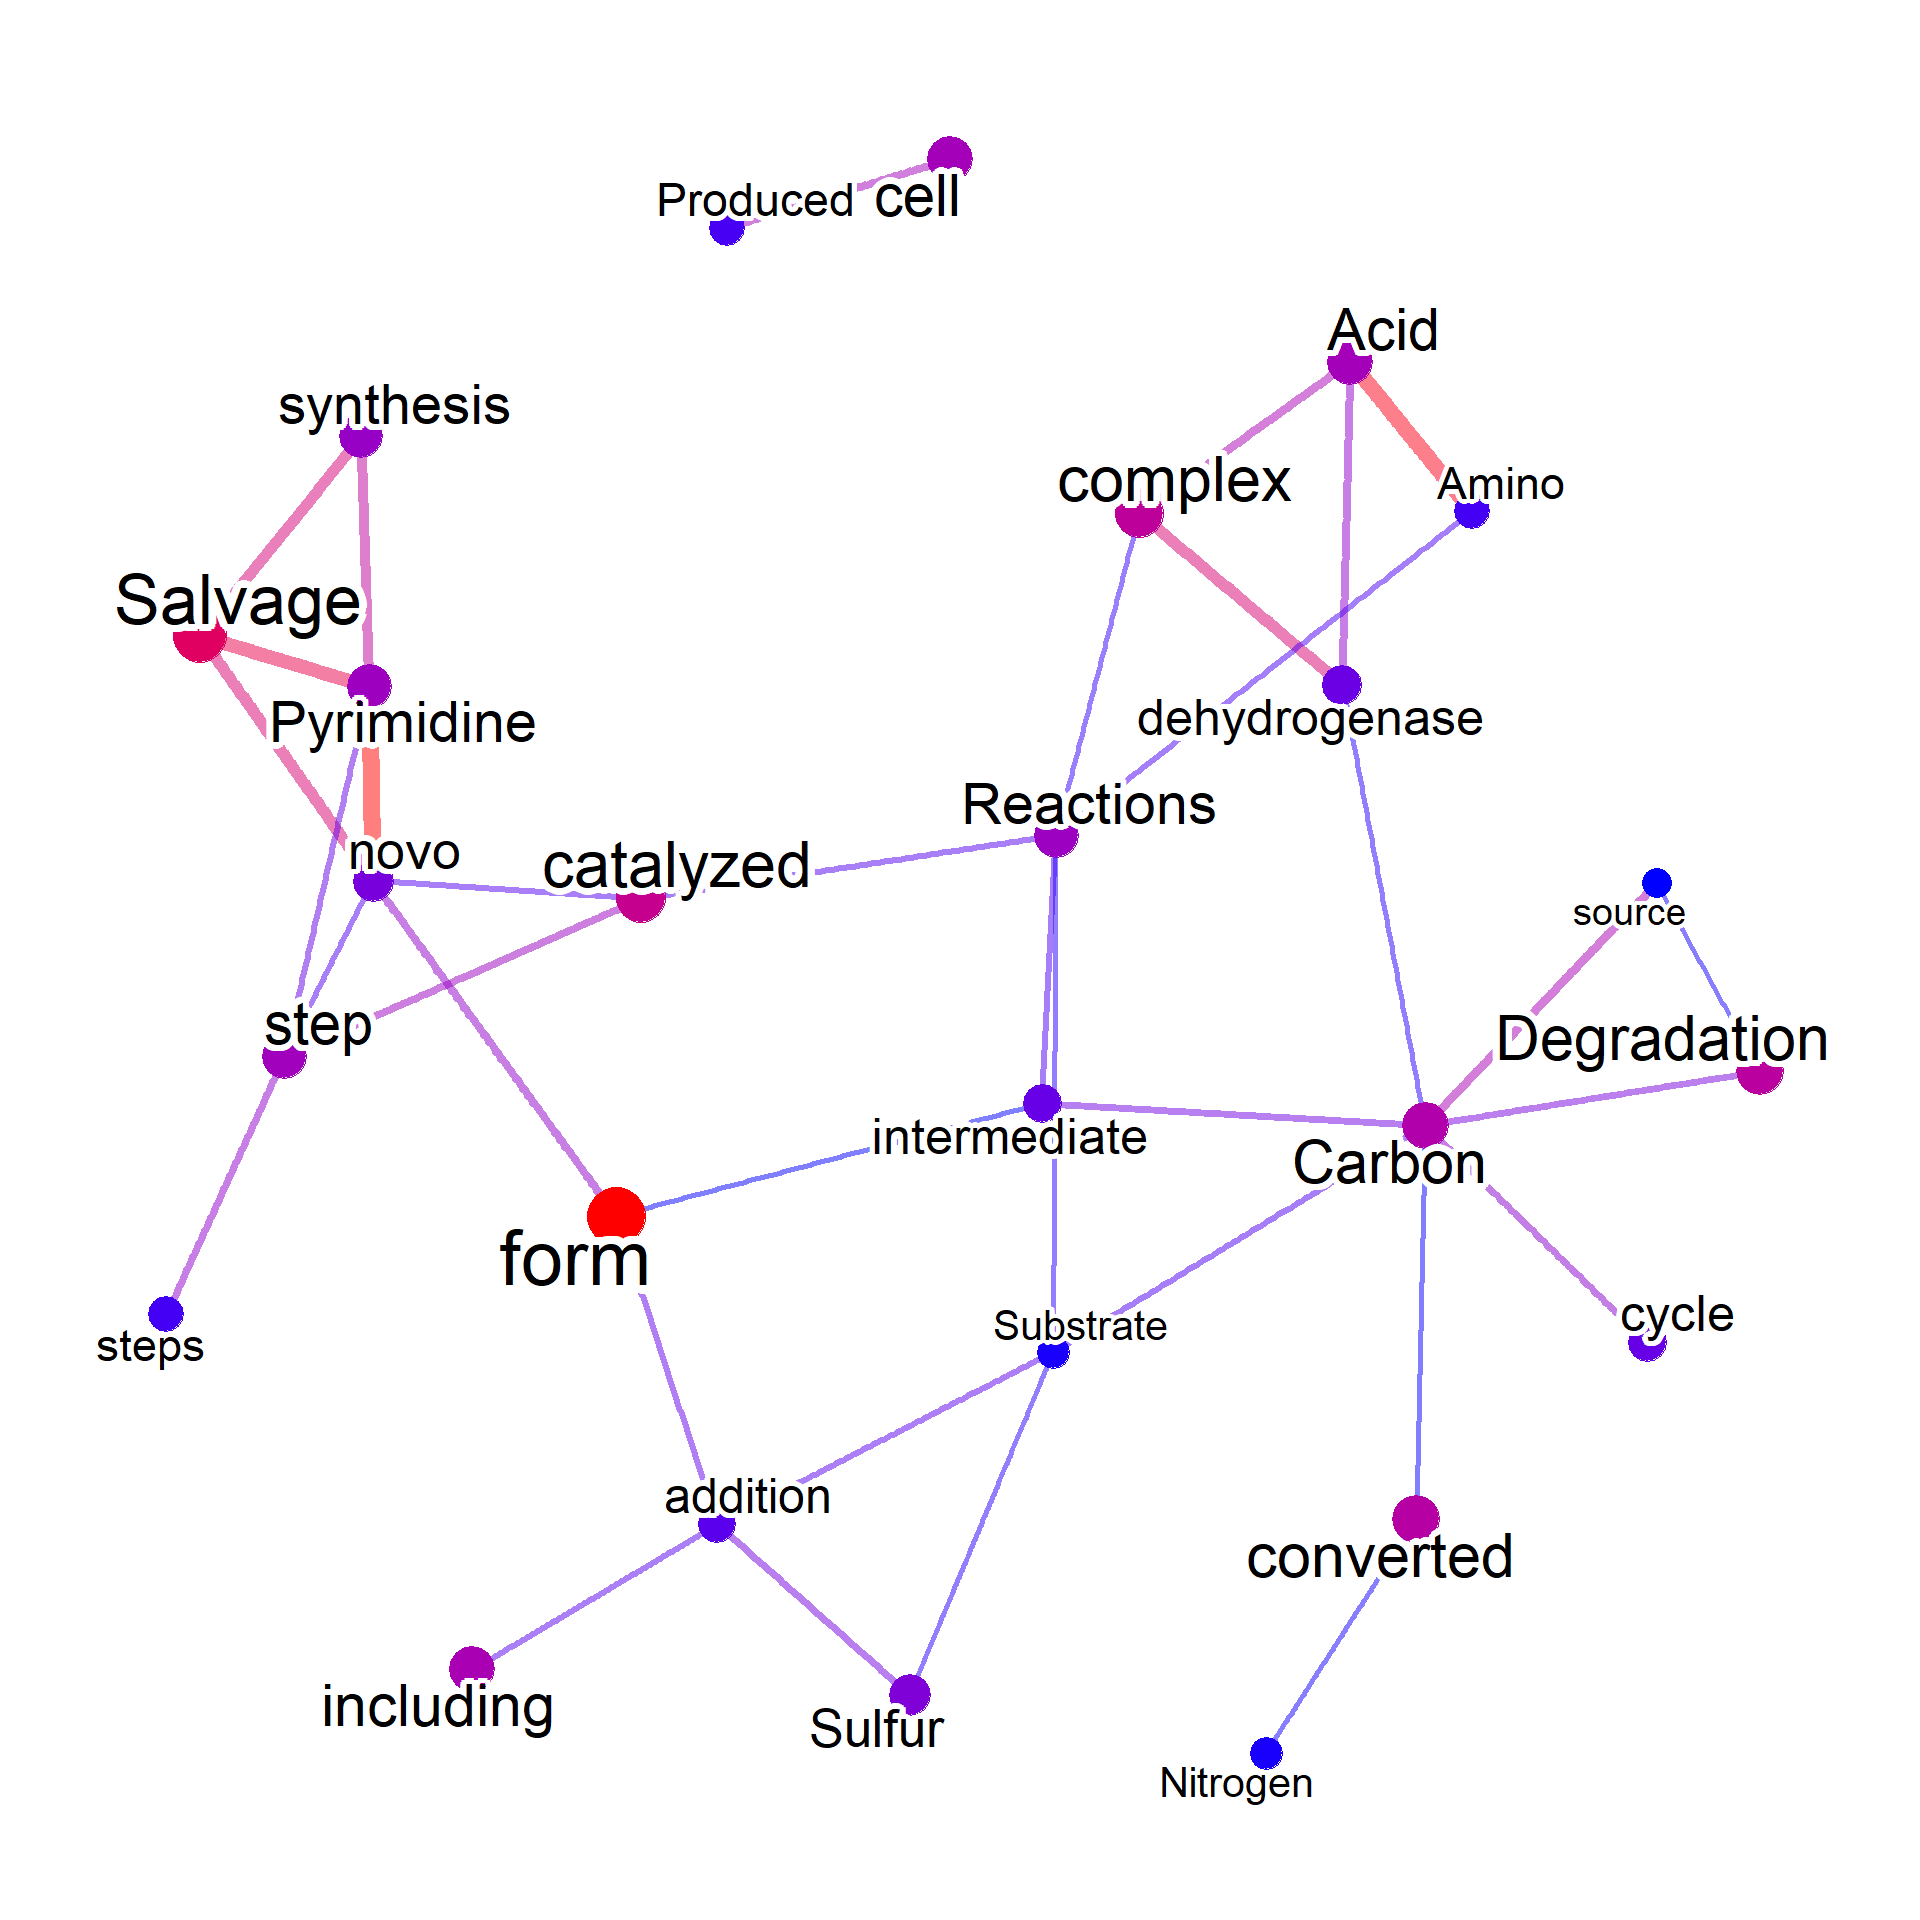 Produced
cell
Acid
synthesis
complex
Amino
Salvage
Pyrimidine
dehydrogenase
Reactions
novo
catalyzed
source
step
Degradation
intermediate
Carbon
form
cycle
Substrate
steps
addition
converted
including
Sulfur
Nitrogen